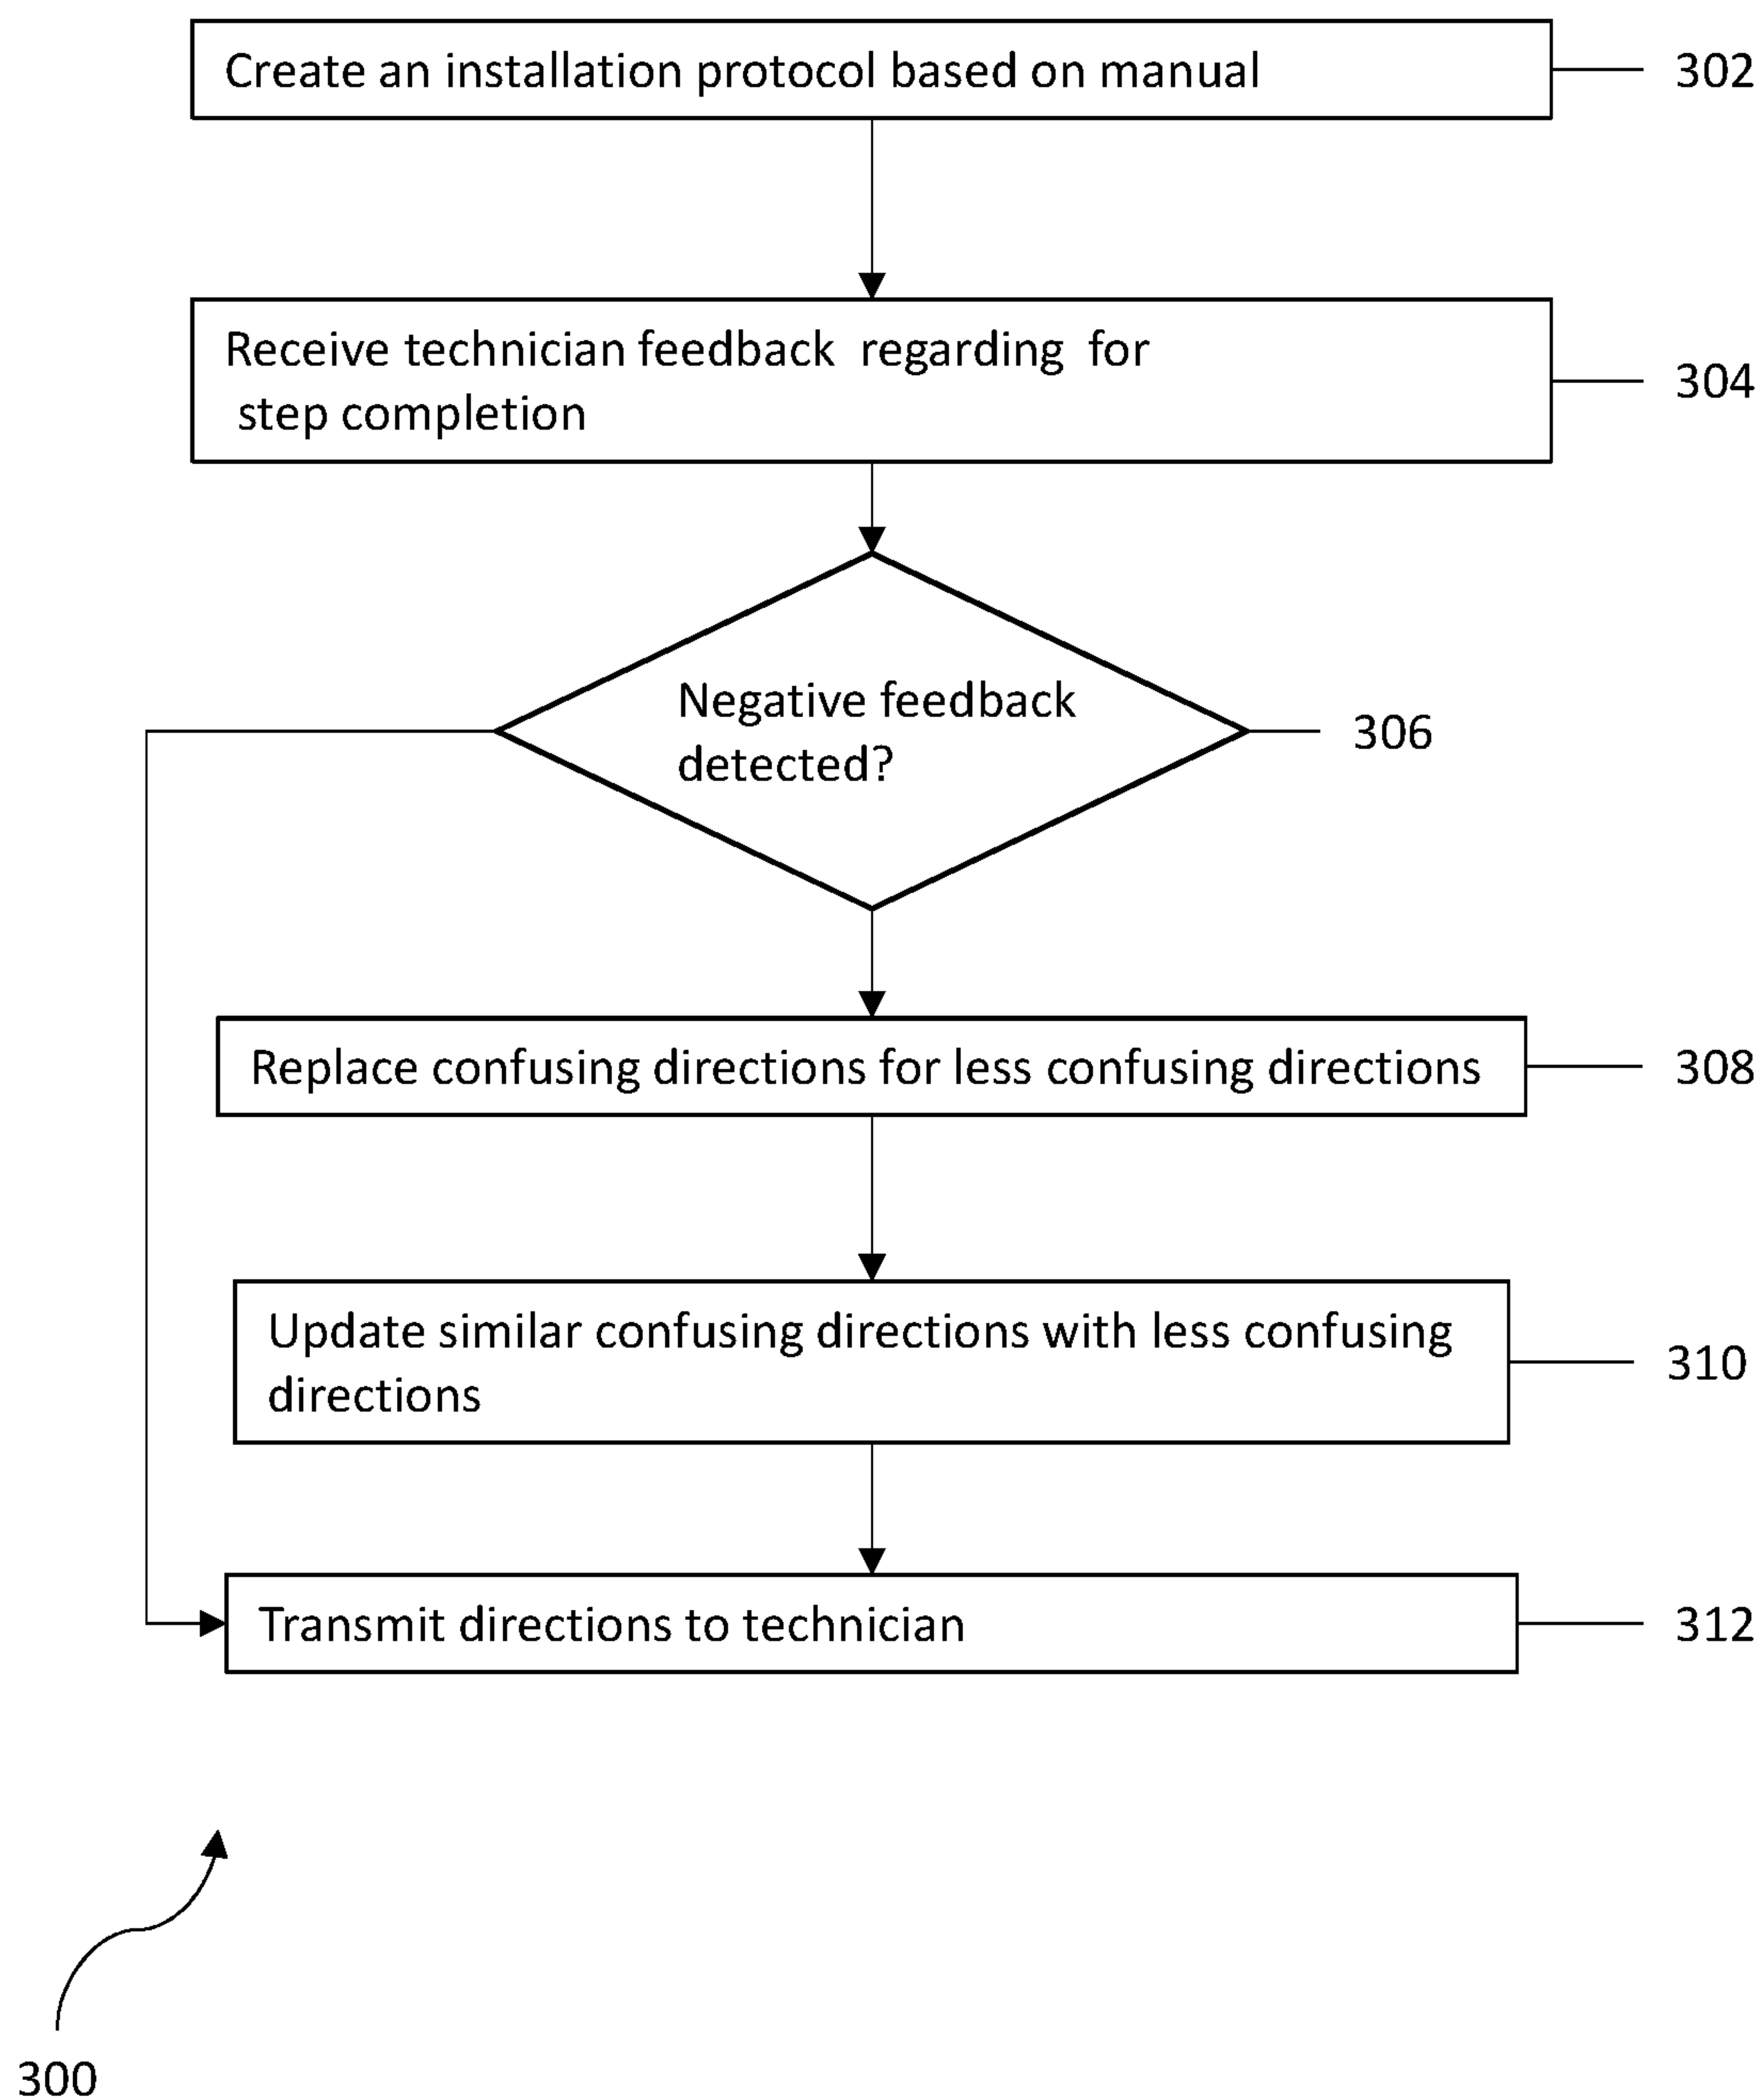 Create an installation protocol based on manual
302
Receive technician feedback  regarding  for
step completion
304
Negative feedback
detected?
306
Replace confusing directions for less confusing directions
308
Update similar confusing directions with less confusing
directions
310
Transmit directions to technician
312
300